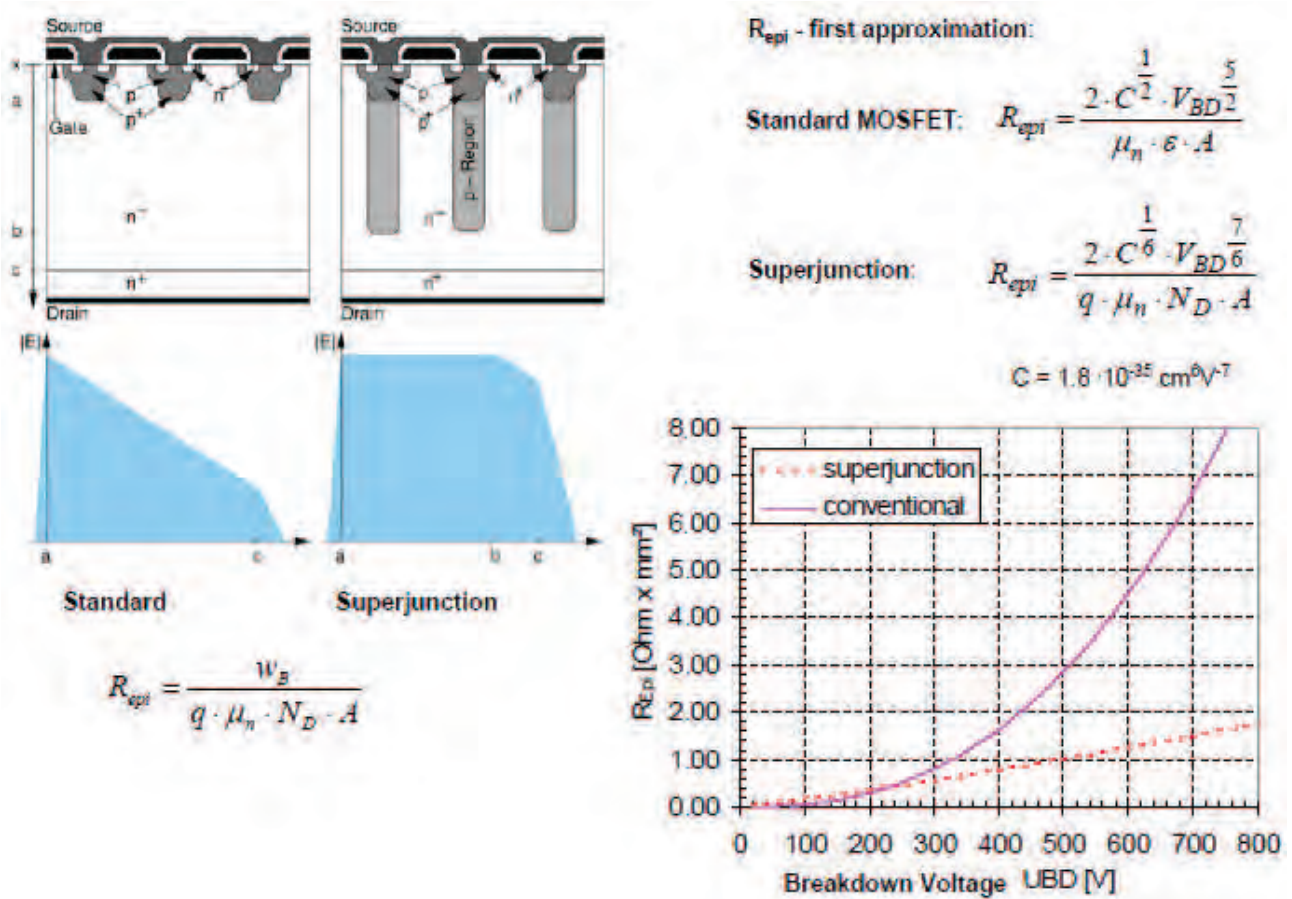 Source
Source
x
a
b
c
Gate
p
p⁺
n⁺
n⁻
n⁺
Drain
p
p⁺
n⁺
p – Region
n⁻
n⁺
Drain
|E|
a
c
|E|
a
b
c
Standard
Superjunction
R_epi = w_B / (q · μ_n · N_D · A)
R_epi - first approximation:
Standard MOSFET: R_epi = (2 · C^(1/2) · V_BD^(5/2)) / (μ_n · ε · A)
Superjunction: R_epi = (2 · C^(1/6) · V_BD^(7/6)) / (q · μ_n · N_D · A)
C = 1.8·10⁻³⁵ cm⁶V⁻⁷
8.00
7.00
6.00
5.00
4.00
3.00
2.00
1.00
0.00
superjunction
conventional
R_Epi [Ohm x mm²]
0 100 200 300 400 500 600 700 800
Breakdown Voltage UBD [V]